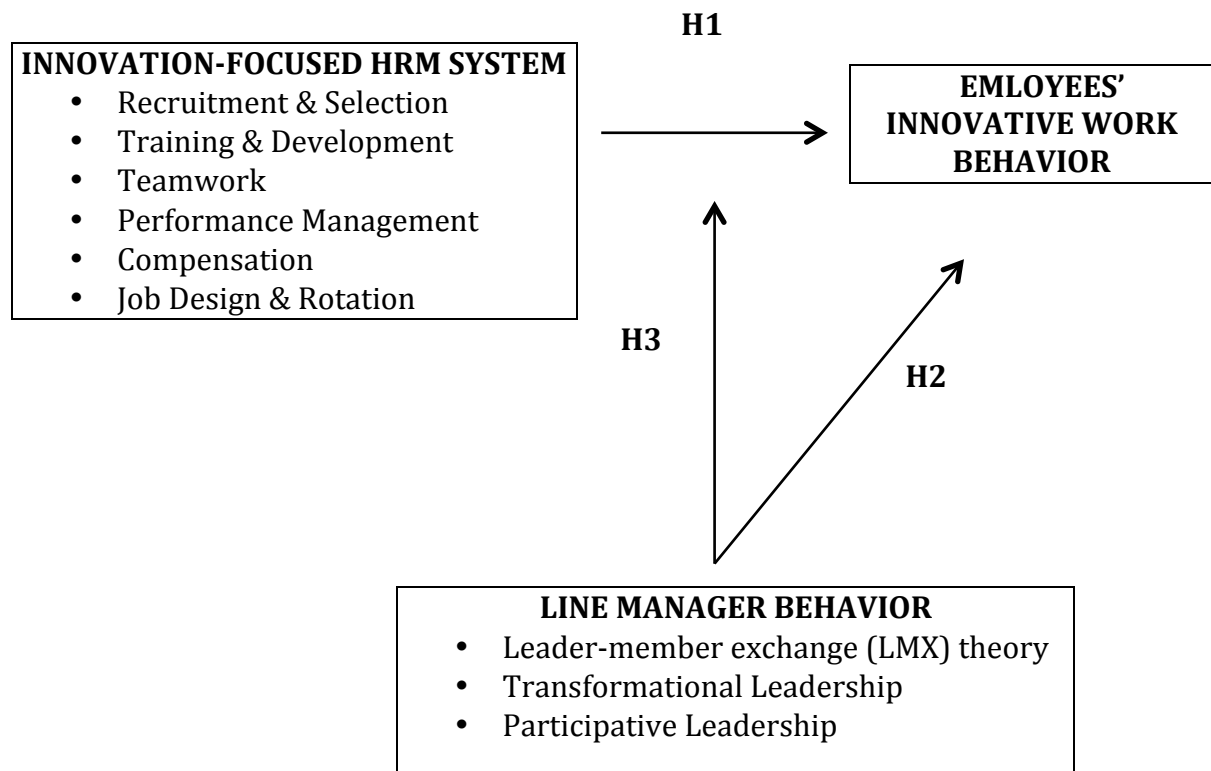 H1
INNOVATION-FOCUSED HRM SYSTEM
• Recruitment & Selection
• Training & Development
• Teamwork
• Performance Management
• Compensation
• Job Design & Rotation
EMLOYEES’
INNOVATIVE WORK
BEHAVIOR
H3
H2
LINE MANAGER BEHAVIOR
• Leader-member exchange (LMX) theory
• Transformational Leadership
• Participative Leadership